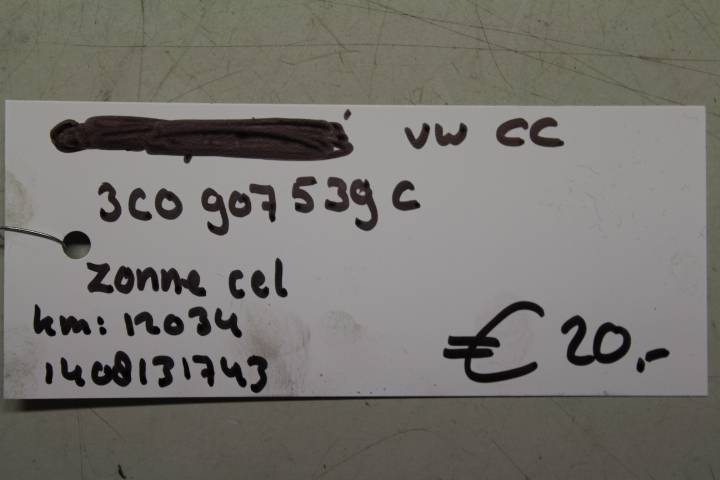 vw CC
3C0 907 539 C
zonne cel
km: 12034
1408131743
€ 20,-